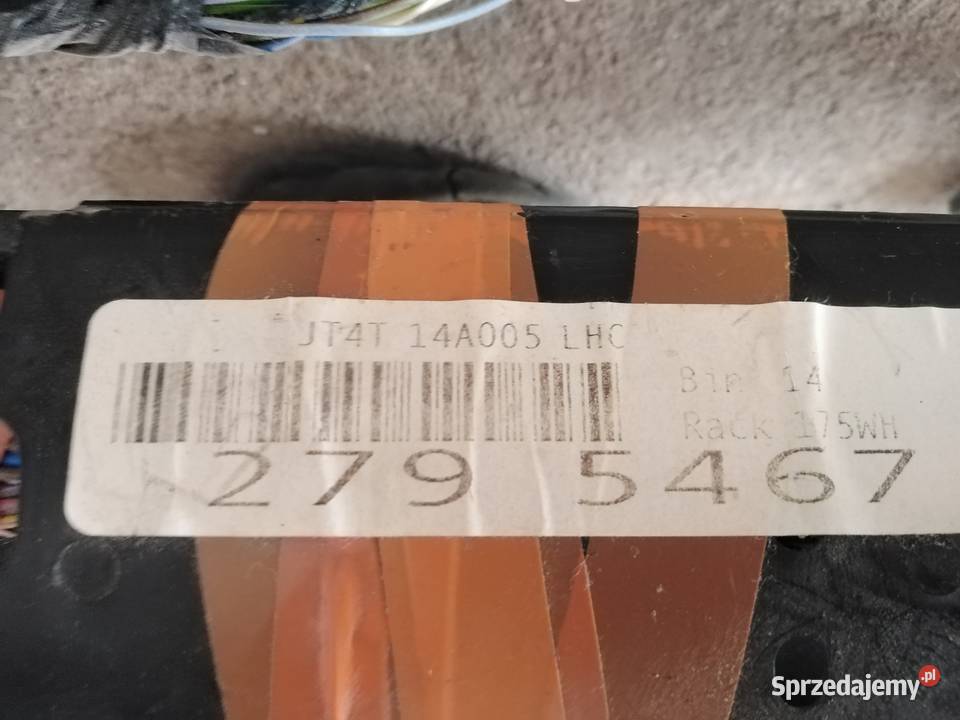 JT4T 14A005 LHC
Bin 14
Rack 175WH
279 5467
Sprzedajemy.pl